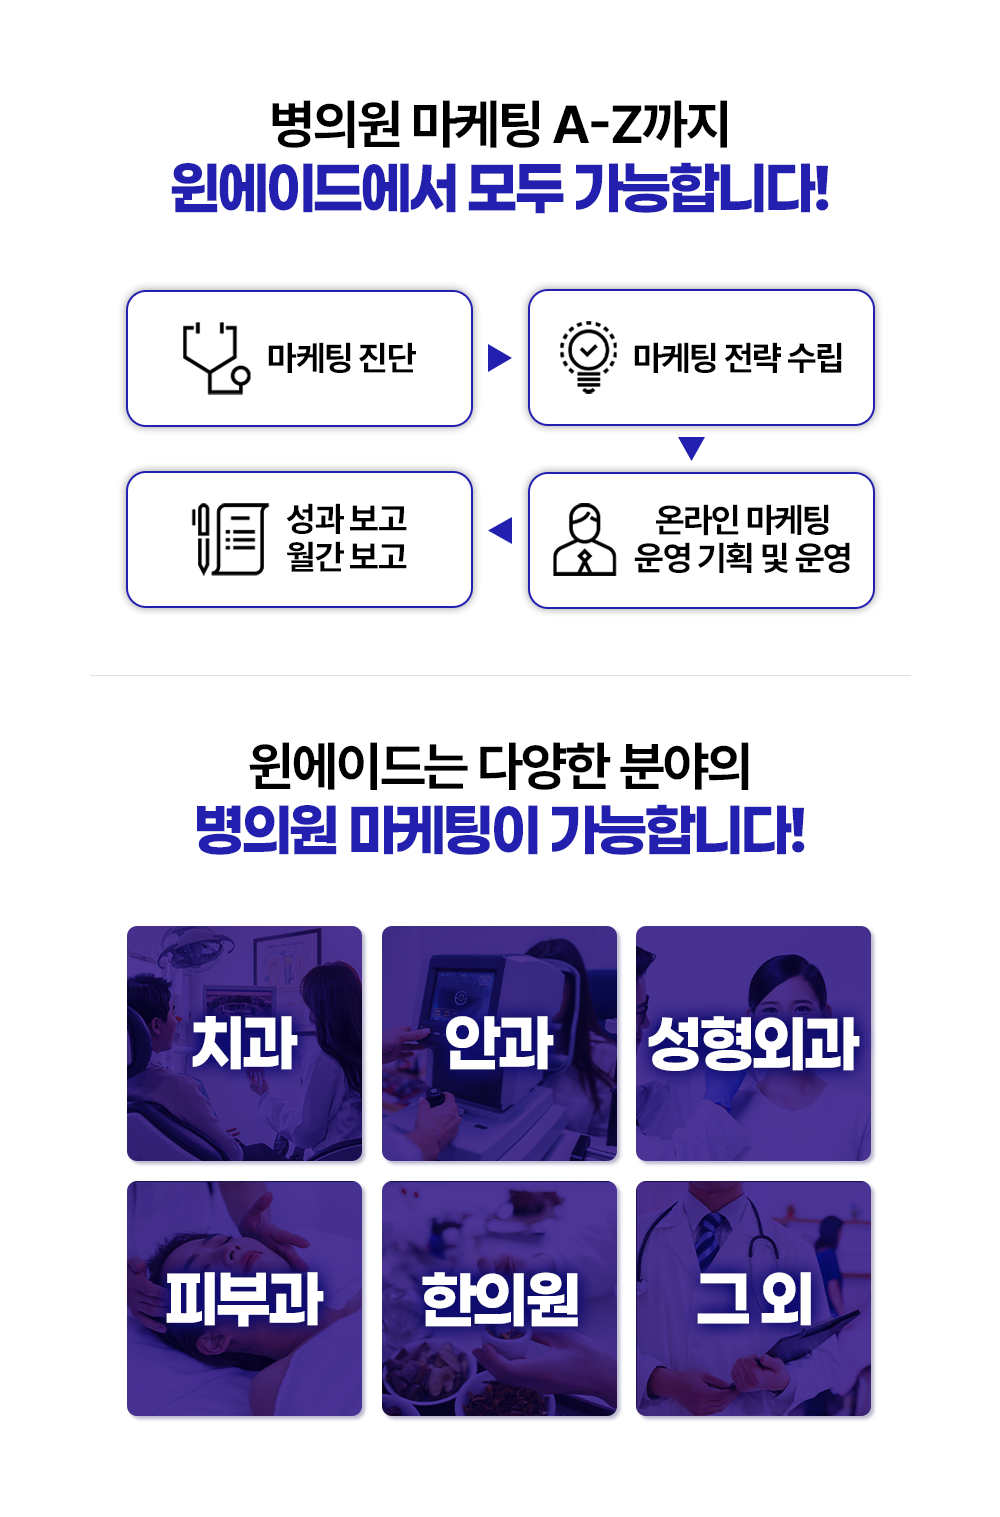 병의원 마케팅 A-Z까지
윈에이드에서 모두 가능합니다!
마케팅 진단
마케팅 전략 수립
온라인 마케팅
운영 기획 및 운영
성과 보고
월간 보고
윈에이드는 다양한 분야의
병의원 마케팅이 가능합니다!
치과
안과
성형외과
피부과
한의원
그 외